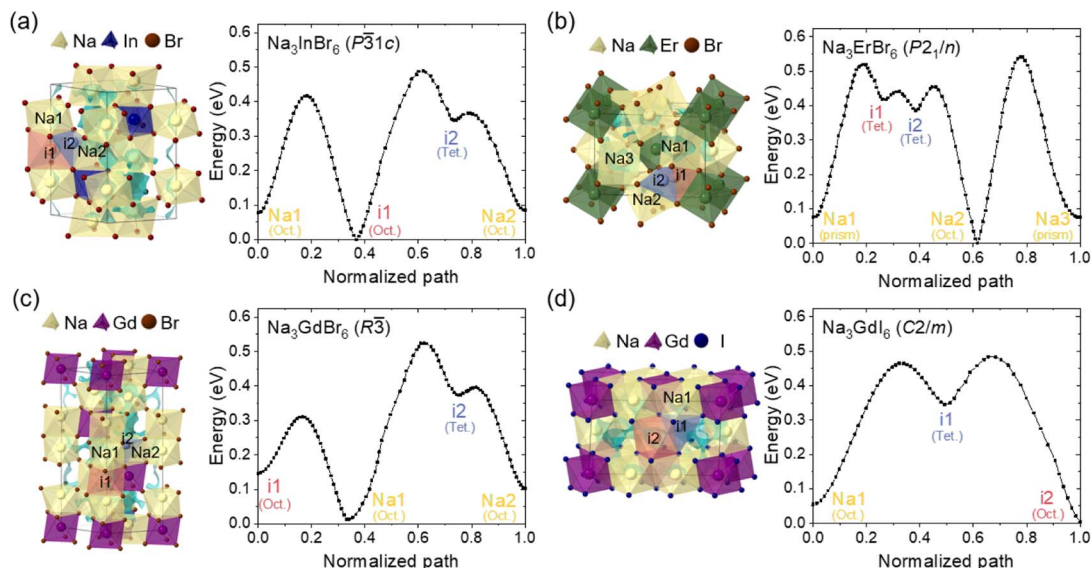 (a)
Na In Br
Na1
i2
i1
Na2
Na₃InBr₆ (P3̅1c)
Energy (eV)
0.6
0.5
0.4
0.3
0.2
0.1
0.0
Na1
(Oct.)
i1
(Oct.)
i2
(Tet.)
Na2
(Oct.)
0.0 0.2 0.4 0.6 0.8 1.0
Normalized path
(b)
Na Er Br
Na1
Na3
i2 i1
Na2
Na₃ErBr₆ (P2₁/n)
Energy (eV)
0.6
0.5
0.4
0.3
0.2
0.1
0.0
i1
(Tet.)
i2
(Tet.)
Na1
(prism)
Na2
(Oct.)
Na3
(prism)
0.0 0.2 0.4 0.6 0.8 1.0
Normalized path
(c)
Na Gd Br
i2
Na1 Na2
i1
Na₃GdBr₆ (R3̅)
Energy (eV)
0.6
0.5
0.4
0.3
0.2
0.1
0.0
i1
(Oct.)
Na1
(Oct.)
i2
(Tet.)
Na2
(Oct.)
0.0 0.2 0.4 0.6 0.8 1.0
Normalized path
(d)
Na Gd I
Na1
i1
i2
Na₃GdI₆ (C2/m)
Energy (eV)
0.6
0.5
0.4
0.3
0.2
0.1
0.0
i1
(Tet.)
Na1
(Oct.)
i2
(Oct.)
0.0 0.2 0.4 0.6 0.8 1.0
Normalized path